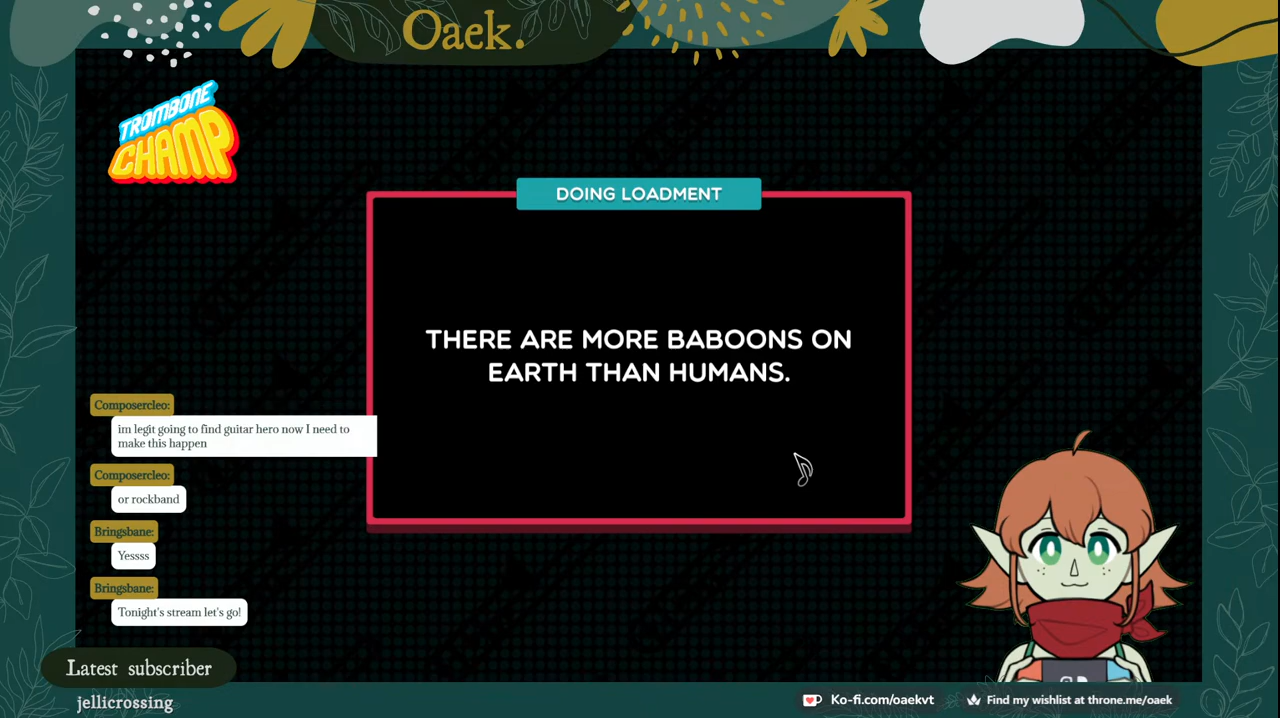 Oaek.
TROMBONE
CHAMP
DOING LOADMENT
THERE ARE MORE BABOONS ON
EARTH THAN HUMANS.
Composercleo:
im legit going to find guitar hero now I need to
make this happen
Composercleo:
or rockband
Bringsbane:
Yessss
Bringsbane:
Tonight's stream let's go!
Latest subscriber
jellicrossing
Ko-fi.com/oaekvt
Find my wishlist at throne.me/oaek